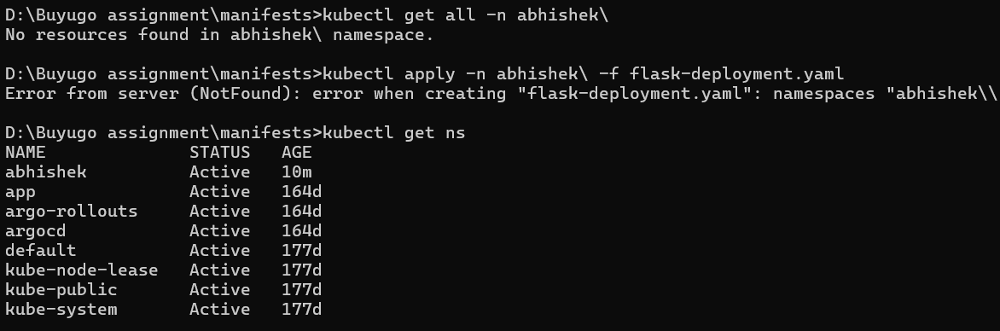 D:\Buyugo assignment\manifests>kubectl get all -n abhishek\
No resources found in abhishek\ namespace.
D:\Buyugo assignment\manifests>kubectl apply -n abhishek\ -f flask-deployment.yaml
Error from server (NotFound): error when creating "flask-deployment.yaml": namespaces "abhishek\\
D:\Buyugo assignment\manifests>kubectl get ns
NAME STATUS AGE
abhishek Active 10m
app Active 164d
argo-rollouts Active 164d
argocd Active 164d
default Active 177d
kube-node-lease Active 177d
kube-public Active 177d
kube-system Active 177d